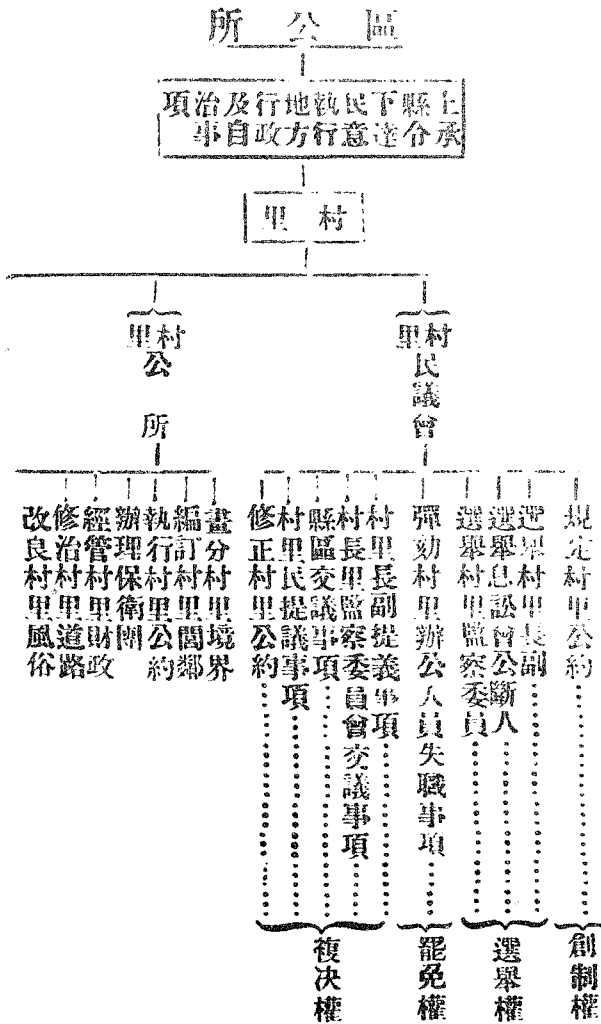 區公所
上承縣分下達民意執行地方行政及自治事項
村里
村里民議會
規定村里公約
選舉村里長副
選舉息訟會公斷人
選舉村里監察委員
彈劾村里辦公人員失職事項
村里長副提義事項
村長里監察委員會交議事項
縣區交議事項
村里民提議事項
修正村里公約
創制權
選舉權
罷免權
複决權
村里公所
畫分村里境界
編訂村里閭鄰
執行村里公約
辦理保衛團
經管村里財政
修治村里道路
改良村里風俗